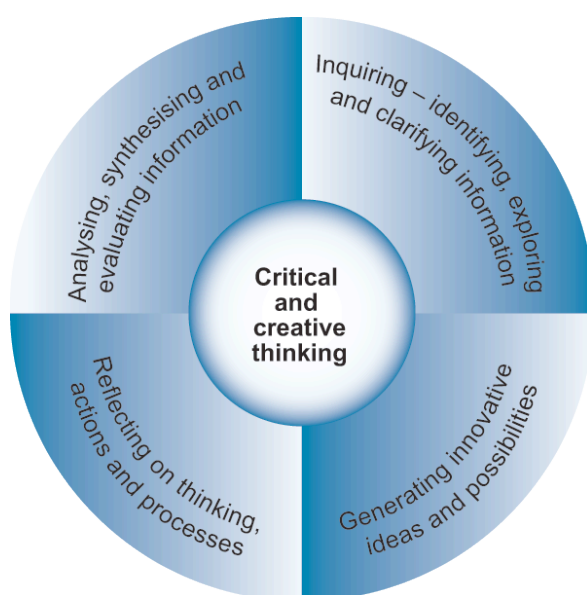 Analysing, synthesising and
evaluating information
Inquiring – identifying, exploring
and clarifying information
Critical
and
creative
thinking
Reflecting on thinking,
actions and processes
Generating innovative
ideas and possibilities